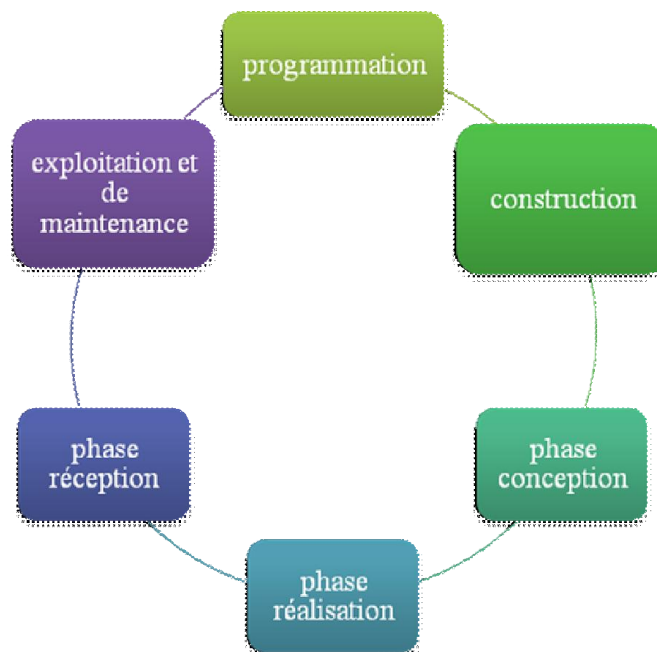 programmation
construction
phase
conception
phase
réalisation
phase
réception
exploitation et
de
maintenance